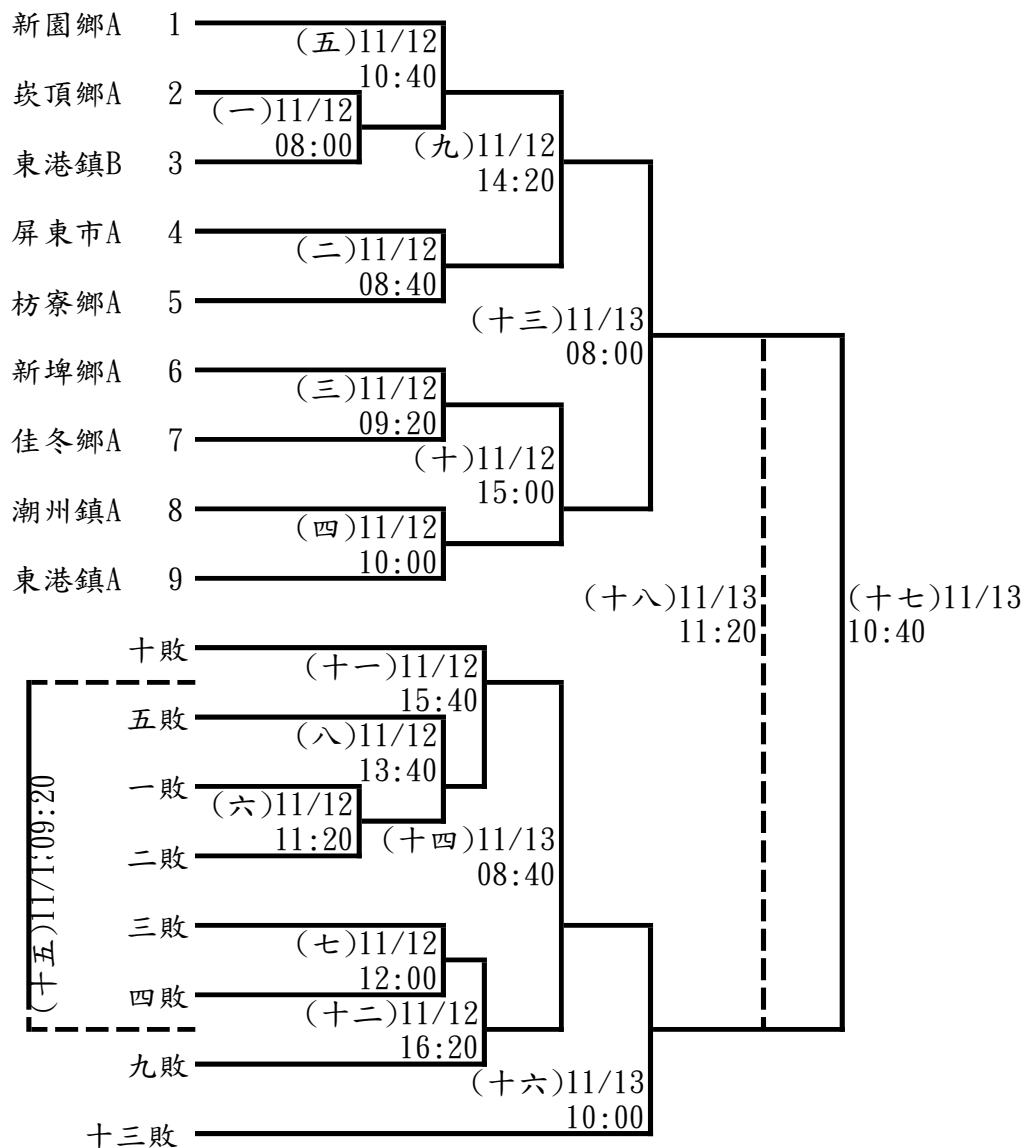 新園鄉A 1
(五)11/12
10:40
崁頂鄉A 2
(一)11/12
08:00
東港鎮B 3
(九)11/12
14:20
屏東市A 4
(二)11/12
08:40
枋寮鄉A 5
(十三)11/13
08:00
新埤鄉A 6
(三)11/12
09:20
佳冬鄉A 7
(十)11/12
15:00
潮州鎮A 8
(四)11/12
10:00
東港鎮A 9
(十八)11/13
11:20
(十七)11/13
10:40
十敗
(十一)11/12
15:40
五敗
(八)11/12
13:40
一敗
(六)11/12
11:20
二敗
(十四)11/13
08:40
(十五)11/1 09:20
三敗
(七)11/12
12:00
四敗
(十二)11/12
16:20
九敗
(十六)11/13
10:00
十三敗